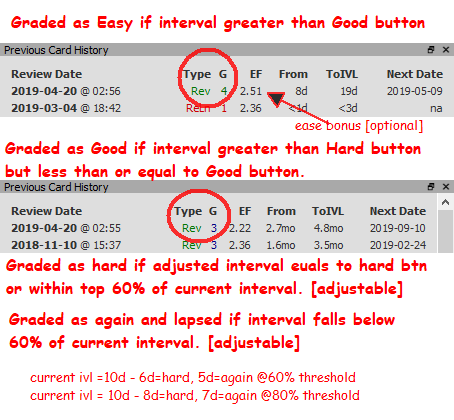 Graded as Easy if interval greater than Good button
Previous Card History
Review Date Type G EF From ToIVL Next Date
2019-04-20 @ 02:56 Rev 4 2.51 8d 19d 2019-05-09
2019-03-04 @ 18:42 ReLn 1 2.36 <1d <3d na
ease bonus [optional]
Graded as Good if interval greater than Hard button
but less than or equal to Good button.
Previous Card History
Review Date Type G EF From ToIVL Next Date
2019-04-20 @ 02:55 Rev 3 2.22 2.7mo 4.8mo 2019-09-10
2018-11-10 @ 15:37 Rev 3 2.36 1.6mo 3.5mo 2019-02-24
Graded as hard if adjusted interval euals to hard btn
or within top 60% of current interval. [adjustable]
Graded as again and lapsed if interval falls below
60% of current interval. [adjustable]
current ivl =10d - 6d=hard, 5d=again @60% threshold
current ivl = 10d - 8d=hard, 7d=again @80% threshold